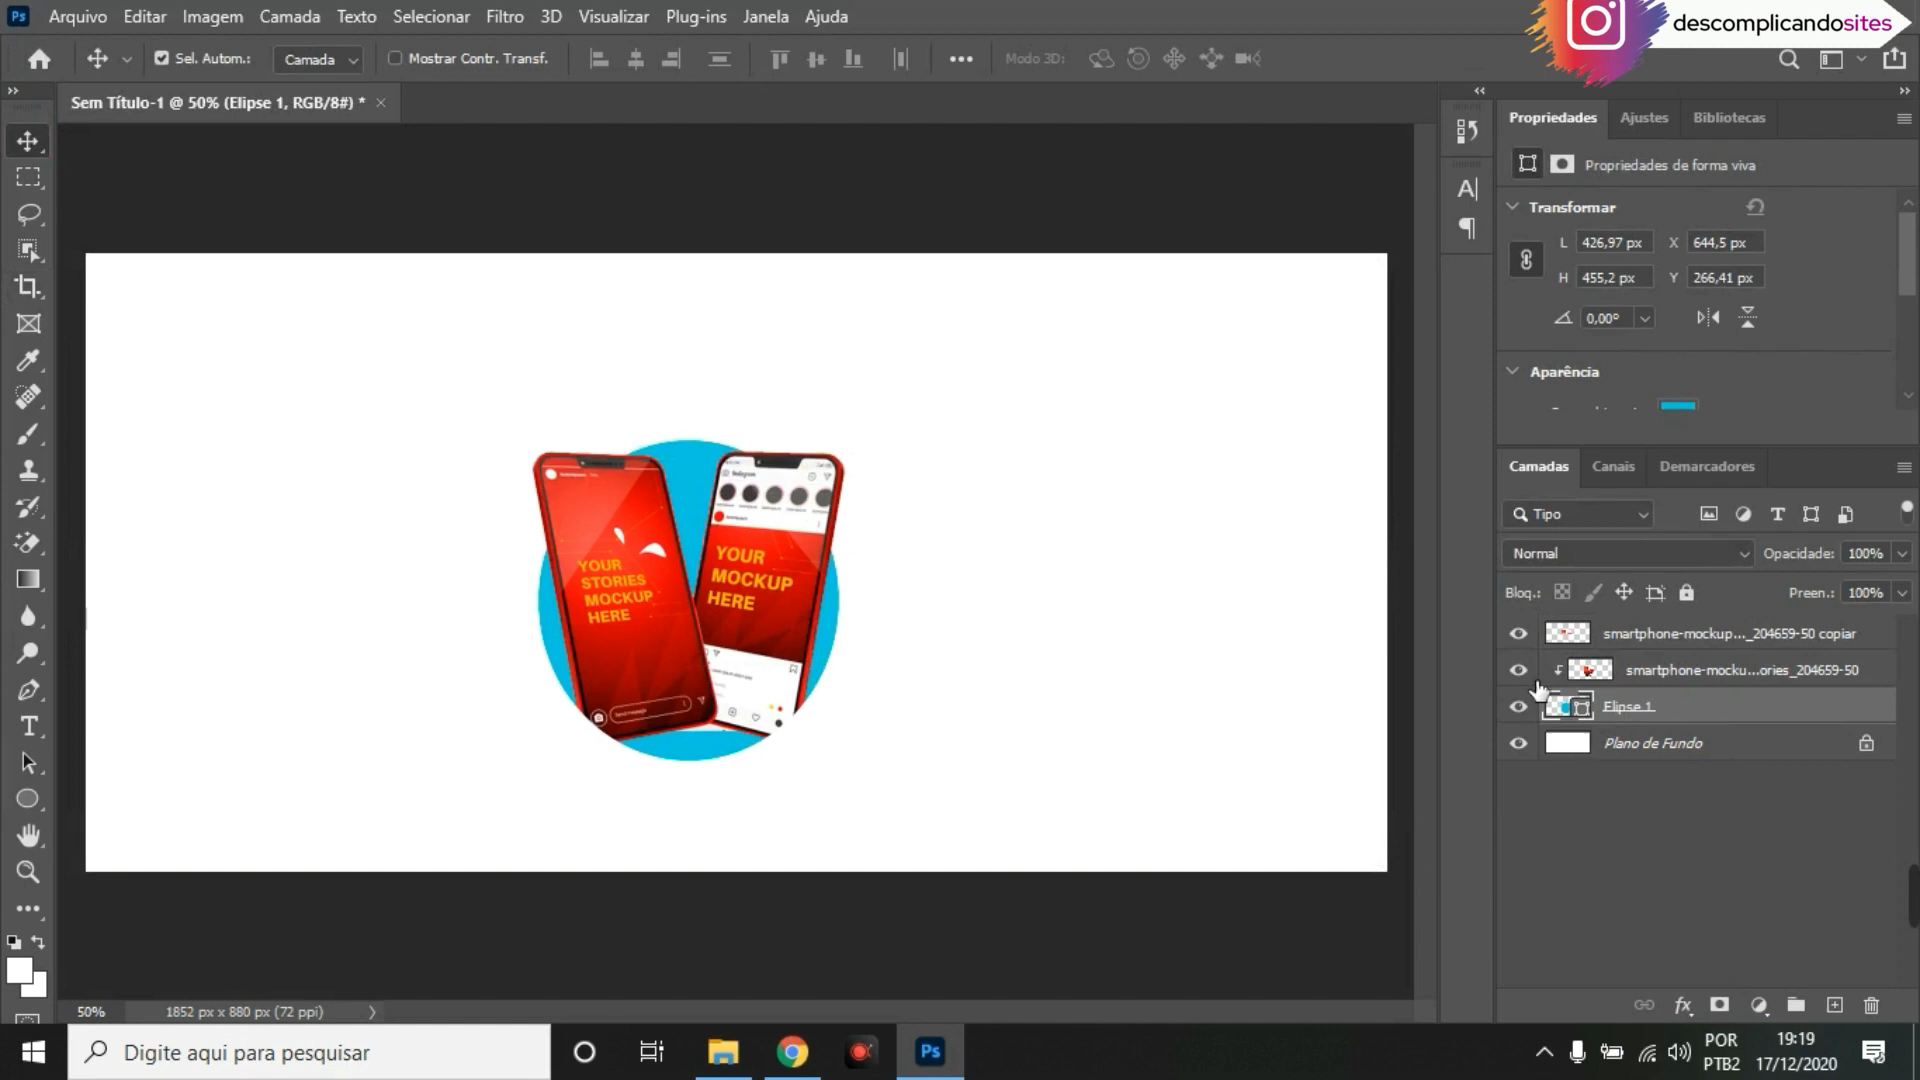 Ps Arquivo Editar Imagem Camada Texto Selecionar Filtro 3D Visualizar Plug-ins Janela Ajuda
descomplicandosites
Sel. Autom.: Camada Mostrar Contr. Transf. Modo 3D:
Sem Título-1 @ 50% (Elipse 1, RGB/8#) *
Propriedades Ajustes Bibliotecas
Propriedades de forma viva
Transformar
L 426,97 px X 644,5 px
H 455,2 px Y 266,41 px
0,00°
Aparência
Camadas Canais Demarcadores
Tipo
Normal Opacidade: 100%
Bloq.: Preen.: 100%
smartphone-mockup..._204659-50 copiar
smartphone-mocku...ories_204659-50
Elipse 1
Plano de Fundo
YOUR
STORIES
MOCKUP
HERE
Send message
Instagram
YOUR
MOCKUP
HERE
50% 1852 px x 880 px (72 ppi)
Digite aqui para pesquisar
Ps
POR
PTB2
19:19
17/12/2020